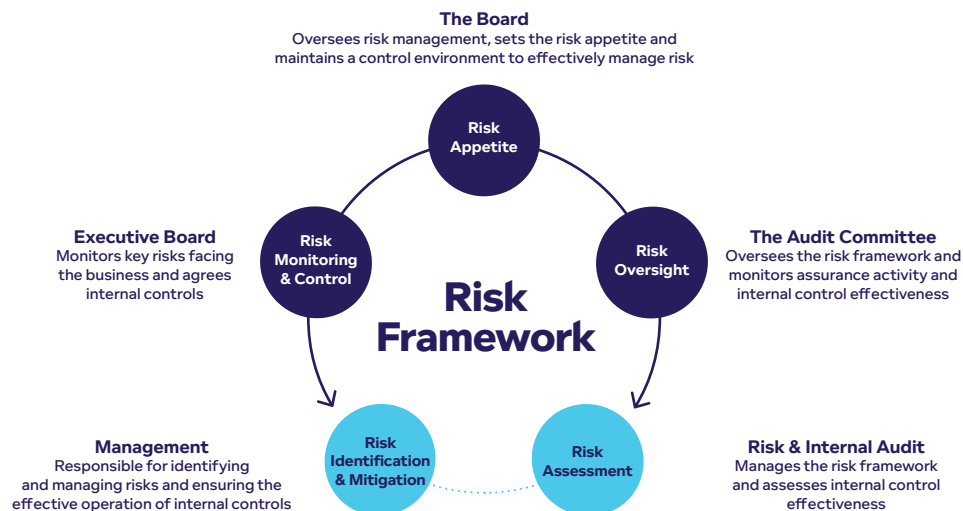 The Board
Oversees risk management, sets the risk appetite and
maintains a control environment to effectively manage risk
Risk
Appetite
Executive Board
Monitors key risks facing
the business and agrees
internal controls
Risk
Monitoring
& Control
Risk
Oversight
The Audit Committee
Oversees the risk framework and
monitors assurance activity and
internal control effectiveness
Risk
Framework
Management
Responsible for identifying
and managing risks and ensuring the
effective operation of internal controls
Risk
Identification
& Mitigation
Risk
Assessment
Risk & Internal Audit
Manages the risk framework
and assesses internal control
effectiveness